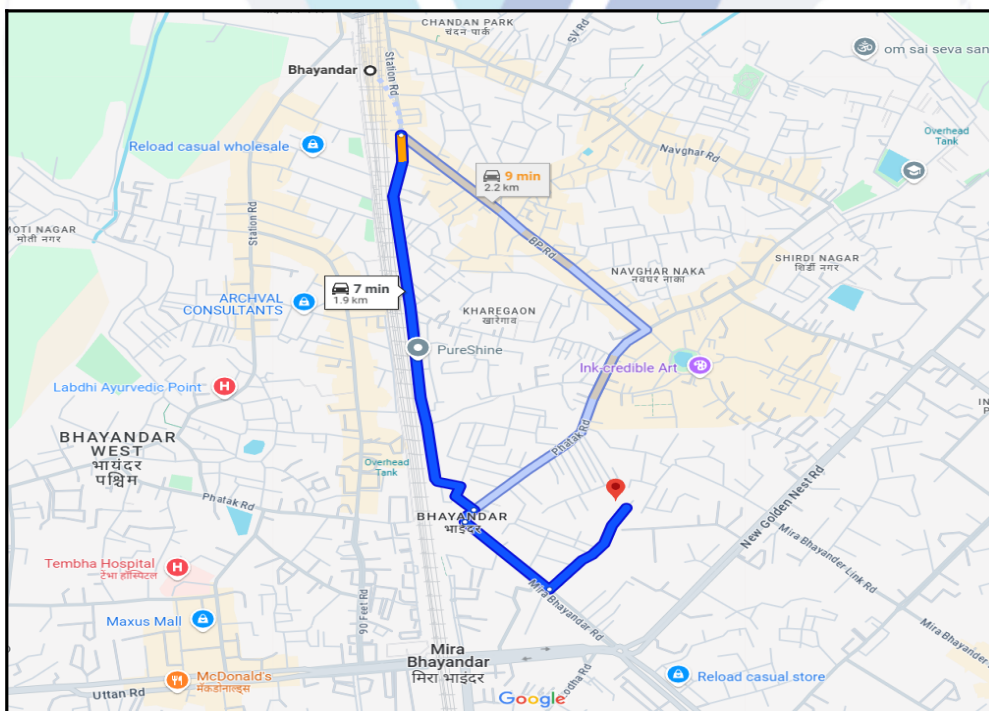 CHANDAN PARK
चंदन पार्क
SV Rd
om sai seva san
Bhayandar
Station Rd
Overhead
Tank
Reload casual wholesale
Navghar Rd
9 min
2.2 km
MOTI NAGAR
मोती नगर
Station Rd
BP Rd
SHIRDI NAGAR
शिर्डी नगर
NAVGHAR NAKA
नवघर नाका
7 min
1.9 km
ARCHVAL
CONSULTANTS
KHAREGAON
खारेगाव
PureShine
Ink-credible Art
Labdhi Ayurvedic Point
IN
P
BHAYANDAR
WEST
भायंदर
पश्चिम
Phatak Rd
Overhead
Tank
Phatak Rd
New Golden Nest Rd
BHAYANDAR
भाईंदर
Mira Bhayander Link Rd
Tembha Hospital
टेंभा हॉस्पिटल
Mira Bhayandar Rd
90 Feet Rd
Maxus Mall
Mira Bhayander
Mira
Bhayandar
मिरा भाईंदर
McDonald's
मॅकडोनाल्ड्स
Uttan Rd
odha Rd
Reload casual store
Google